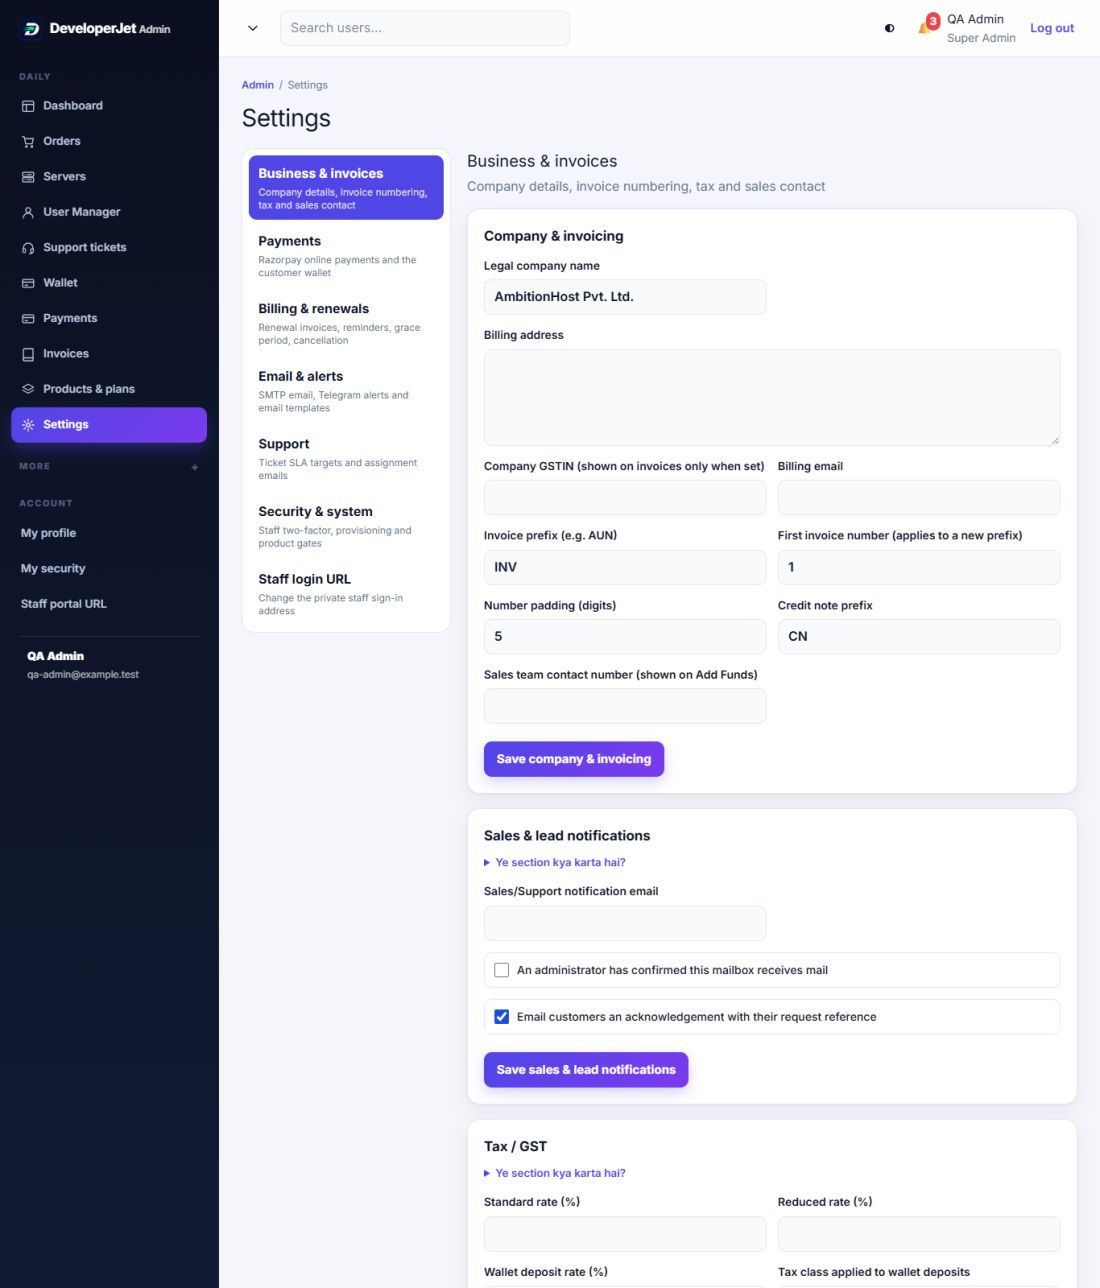 DeveloperJet Admin
DAILY
Dashboard
Orders
Servers
User Manager
Support tickets
Wallet
Payments
Invoices
Products & plans
Settings
MORE
+
ACCOUNT
My profile
My security
Staff portal URL
QA Admin
qa-admin@example.test
Search users...
3
QA Admin
Super Admin
Log out
Admin / Settings
Settings
Business & invoices
Company details, invoice numbering,
tax and sales contact
Payments
Razorpay online payments and the
customer wallet
Billing & renewals
Renewal invoices, reminders, grace
period, cancellation
Email & alerts
SMTP email, Telegram alerts and
email templates
Support
Ticket SLA targets and assignment
emails
Security & system
Staff two-factor, provisioning and
product gates
Staff login URL
Change the private staff sign-in
address
Business & invoices
Company details, invoice numbering, tax and sales contact
Company & invoicing
Legal company name
AmbitionHost Pvt. Ltd.
Billing address
Company GSTIN (shown on invoices only when set) Billing email
Invoice prefix (e.g. AUN) First invoice number (applies to a new prefix)
INV 1
Number padding (digits) Credit note prefix
5 CN
Sales team contact number (shown on Add Funds)
Save company & invoicing
Sales & lead notifications
Ye section kya karta hai?
Sales/Support notification email
An administrator has confirmed this mailbox receives mail
Email customers an acknowledgement with their request reference
Save sales & lead notifications
Tax / GST
Ye section kya karta hai?
Standard rate (%) Reduced rate (%)
Wallet deposit rate (%) Tax class applied to wallet deposits